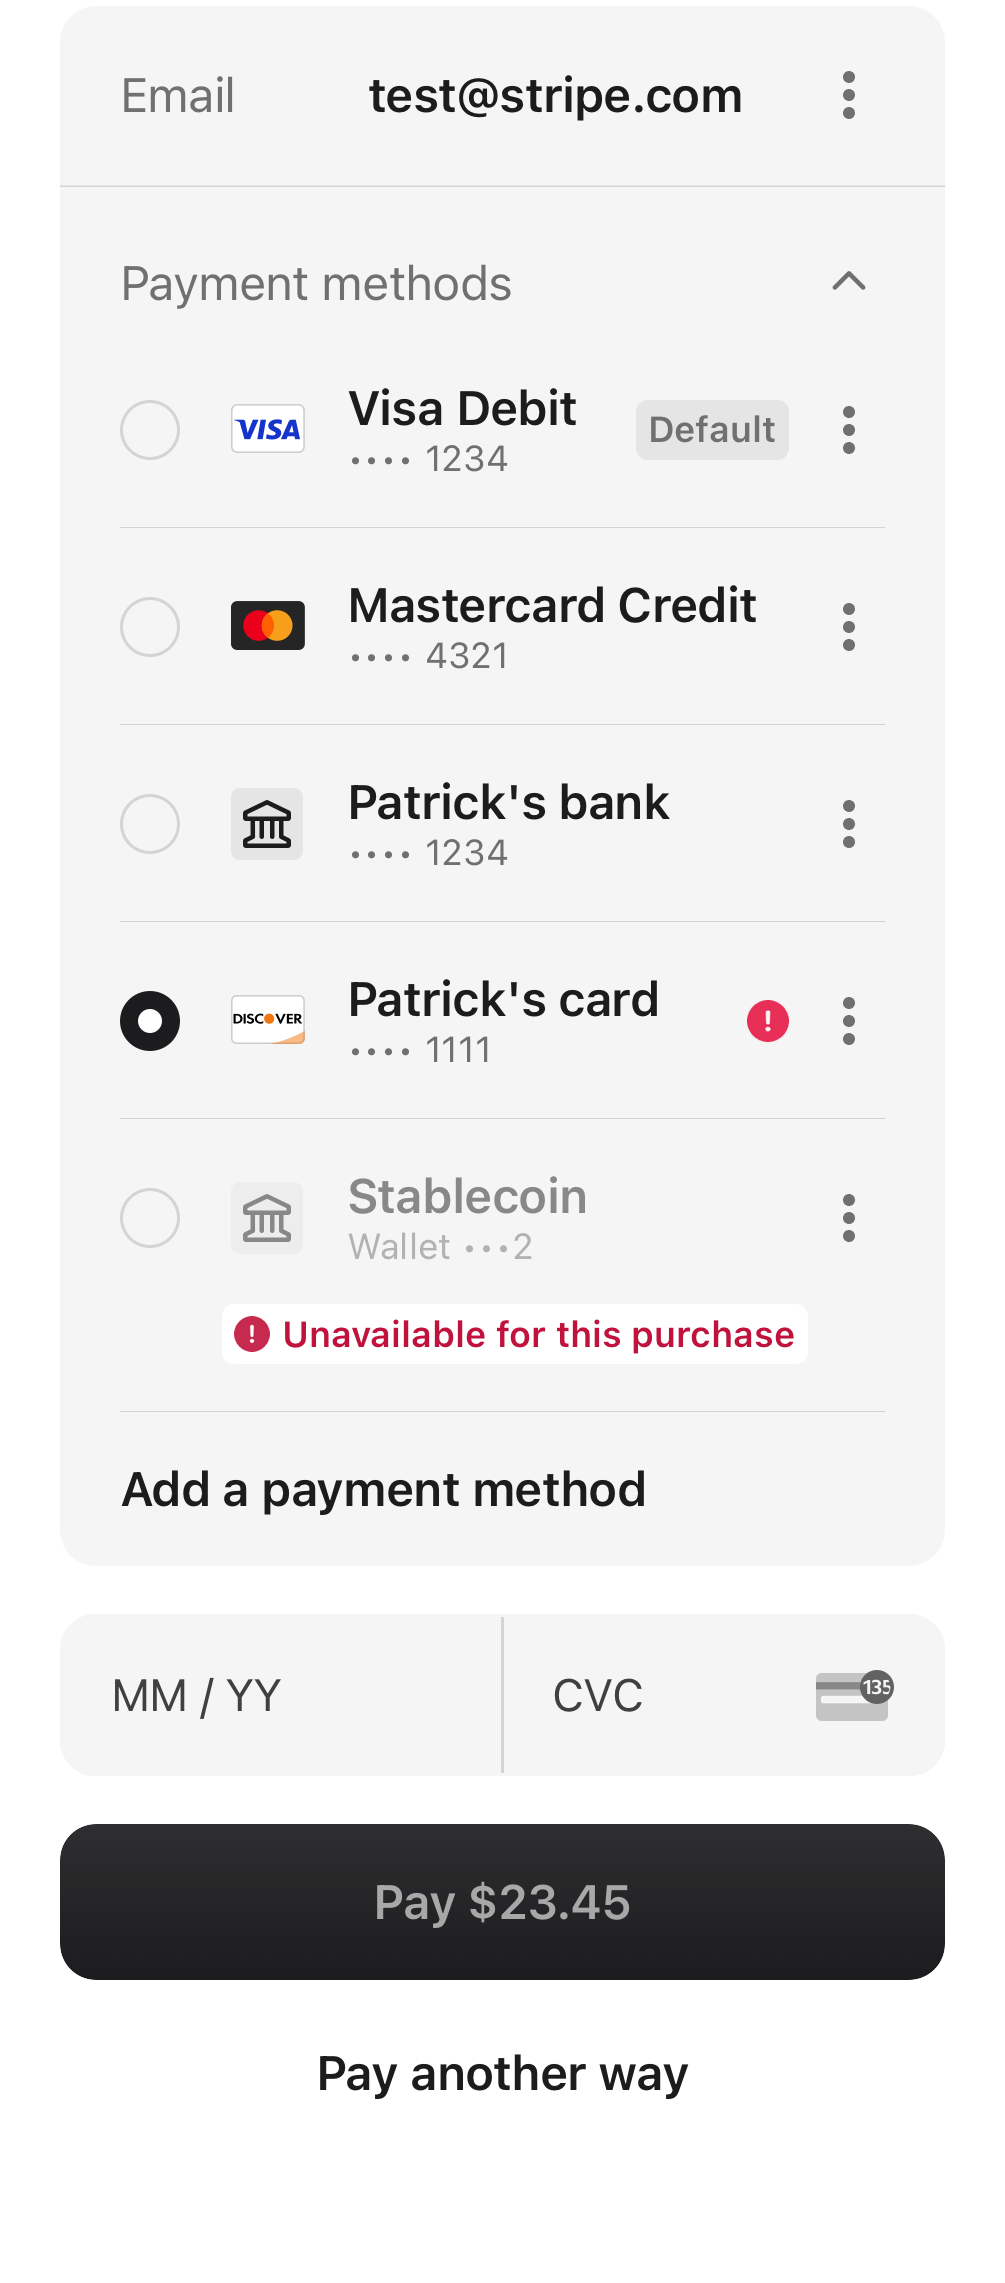 Email test@stripe.com
Payment methods
VISA Visa Debit Default
•••• 1234
Mastercard Credit
•••• 4321
Patrick's bank
•••• 1234
DISCOVER Patrick's card !
•••• 1111
Stablecoin
Wallet •••2
! Unavailable for this purchase
Add a payment method
MM / YY CVC 135
Pay $23.45
Pay another way